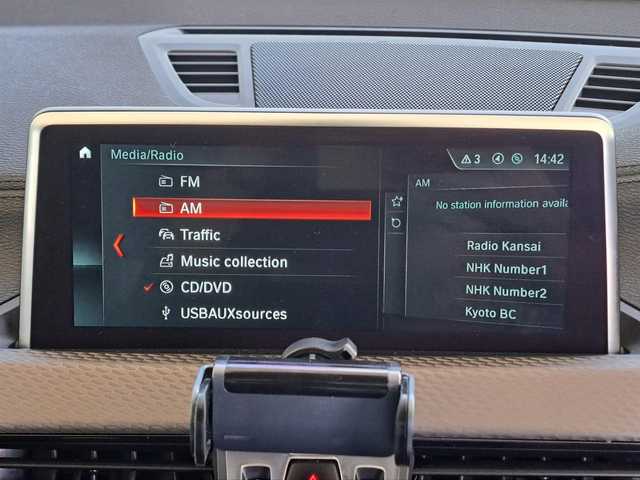 Media/Radio
3
14:42
FM
AM
Traffic
Music collection
CD/DVD
USBAUXsources
AM
No station information availa
Radio Kansai
NHK Number1
NHK Number2
Kyoto BC